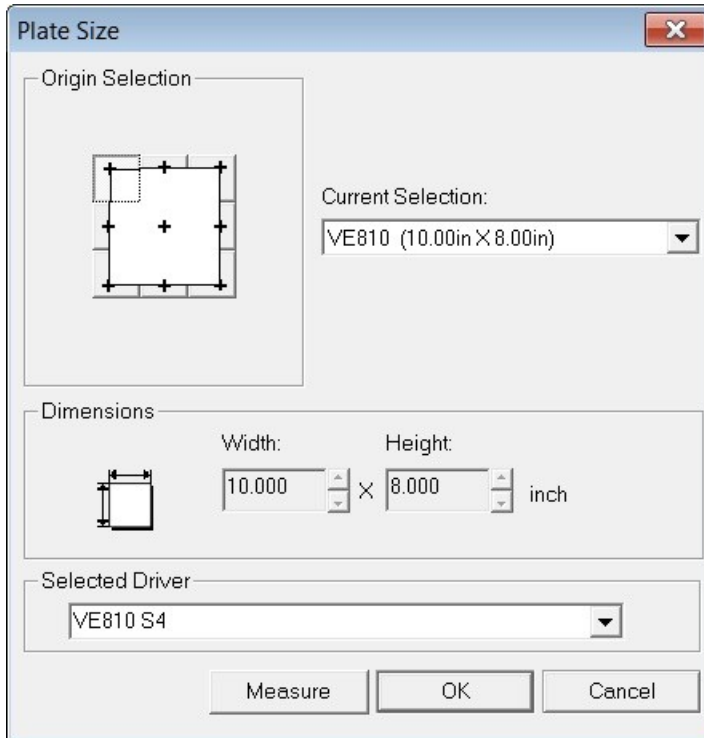 Plate Size
Origin Selection
Current Selection:
VE810 (10.00in X 8.00in)
Dimensions
Width: Height:
10.000 X 8.000 inch
Selected Driver
VE810 S4
Measure OK Cancel